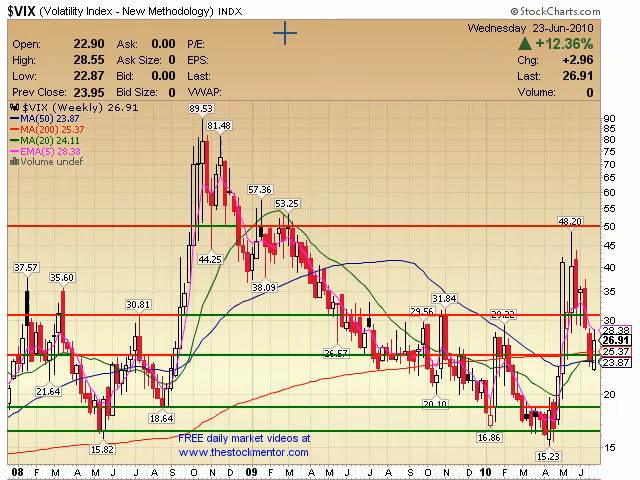 $VIX (Volatility Index - New Methodology) INDX
© StockCharts.com
Wednesday 23-Jun-2010
Open: 22.90 Ask: 0.00 P/E:
▲ +12.36%
High: 28.55 Ask Size: 0 EPS:
Chg: +2.96
Low: 22.87 Bid: 0.00 Last:
Last: 26.91
Prev Close: 23.95 Bid Size: 0 VWAP:
Volume: 0
$VIX (Weekly) 26.91
MA(50) 23.87
MA(200) 25.37
MA(20) 24.11
EMA(5) 28.38
Volume undef
89.53
81.48
57.36
53.25
48.20
44.25
38.09
37.57
35.60
30.81
31.84
29.56
29.22
26.57
21.64
20.10
18.64
16.86
15.82
15.23
90
85
80
75
70
65
60
55
50
45
40
35
30
28.38
26.91
25.37
23.87
20
15
FREE daily market videos at
www.thestockmentor.com
08 F M A M J J A S O N D 09 F M A M J J A S O N D 10 F M A M J